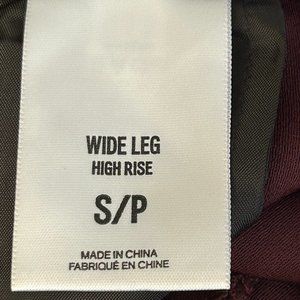 WIDE LEG
HIGH RISE
S/P
MADE IN CHINA
FABRIQUÉ EN CHINE